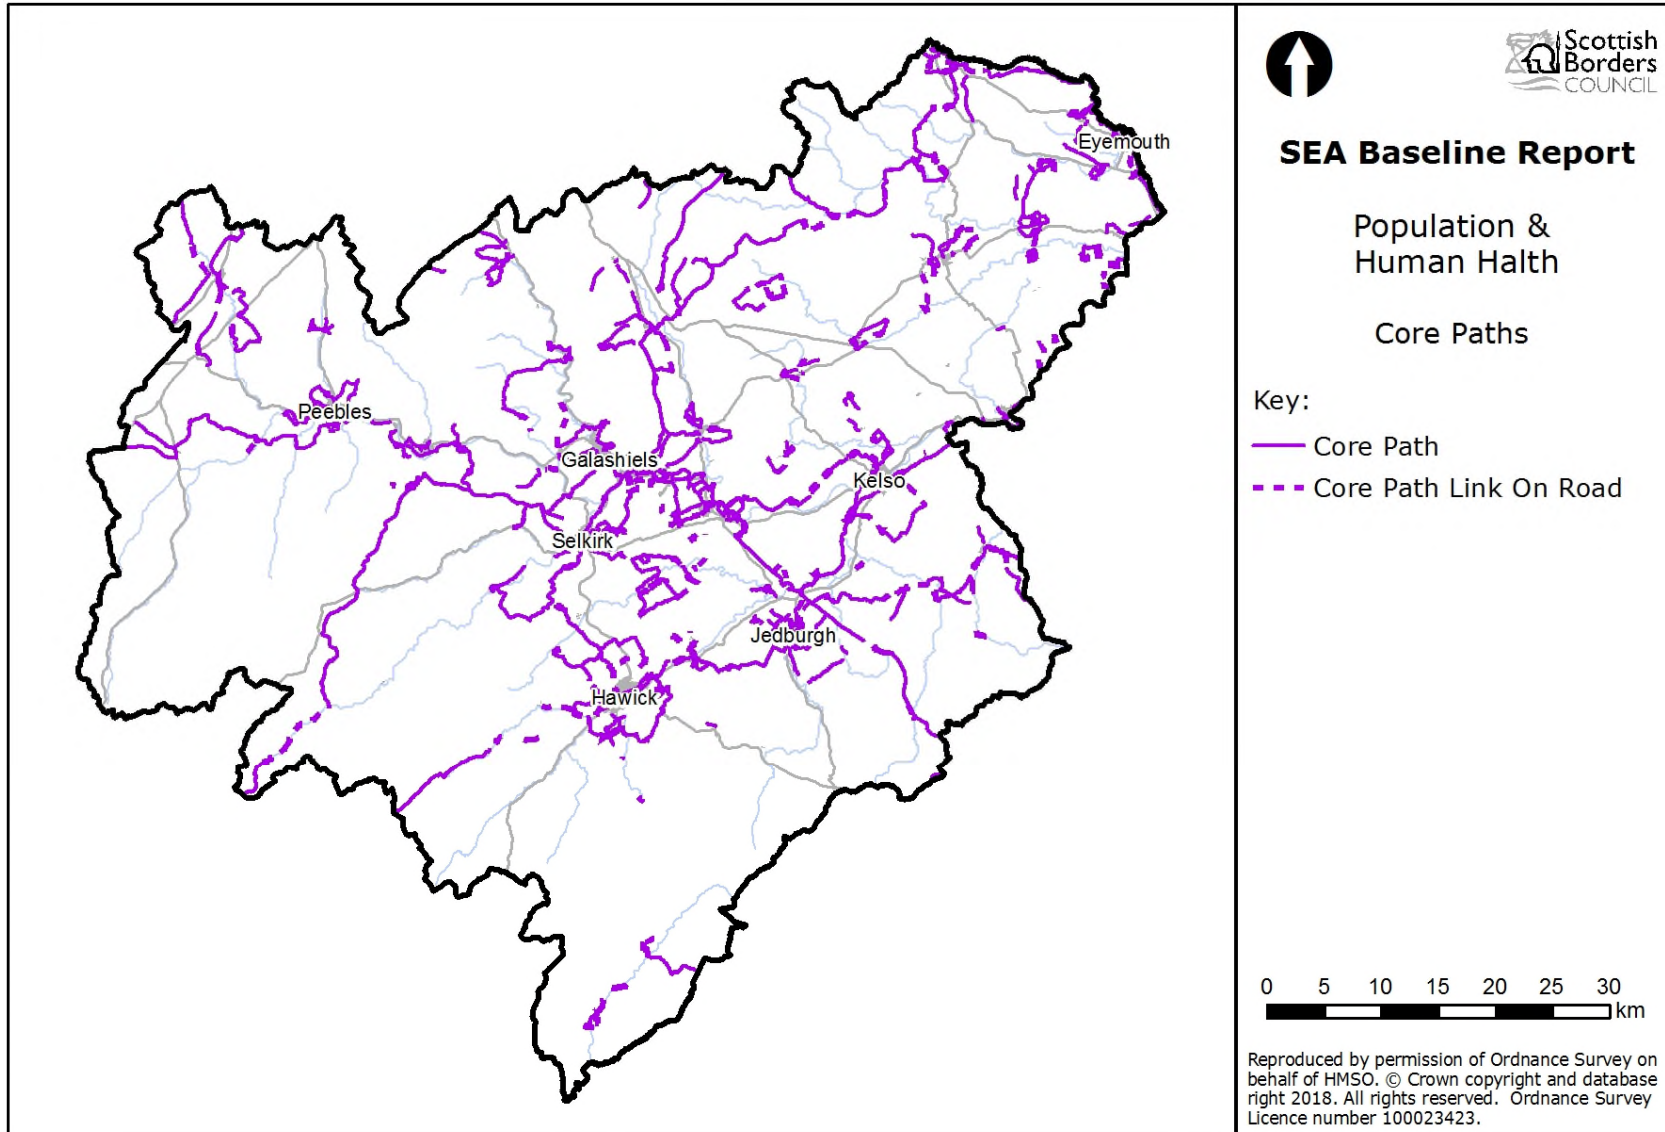 Scottish
Borders
COUNCIL
SEA Baseline Report
Population &
Human Halth
Core Paths
Key:
Core Path
Core Path Link On Road
Eyemouth
Peebles
Galashiels
Kelso
Selkirk
Jedburgh
Hawick
0 5 10 15 20 25 30
km
Reproduced by permission of Ordnance Survey on
behalf of HMSO. © Crown copyright and database
right 2018. All rights reserved. Ordnance Survey
Licence number 100023423.